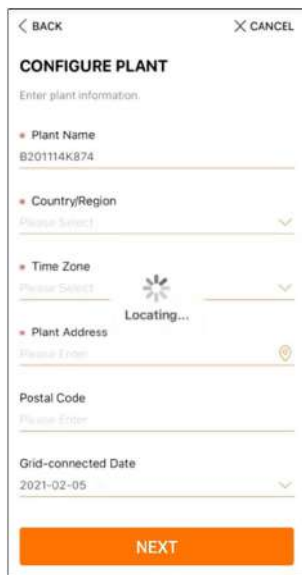 BACK
CANCEL
CONFIGURE PLANT
Enter plant information.
Plant Name
B201114K874
Country/Region
Please Select
Time Zone
Please Select
Locating...
Plant Address
Please Enter
Postal Code
Please Enter
Grid-connected Date
2021-02-05
NEXT